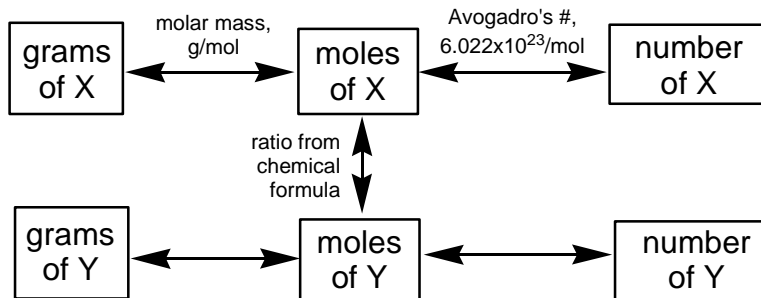 grams
of X
molar mass,
g/mol
moles
of X
Avogadro's #,
6.022x10²³/mol
number
of X
ratio from
chemical
formula
grams
of Y
moles
of Y
number
of Y